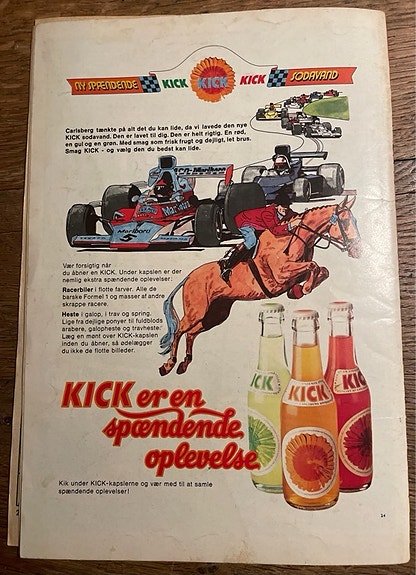 NY SPÆNDENDE KICK KICK KICK SODAVAND
Carlsberg tænkte på alt det du kan lide, da vi lavede den nye
KICK sodavand. Den er lavet til dig. Den er helt rigtig. En rød,
en gul og en grøn. Med smag som frisk frugt og dejligt, let brus.
Smag KICK - og vælg den du bedst kan lide.
Marlboro
Marlboro
5
Vær forsigtig når
du åbner en KICK. Under kapslen er der
nemlig ekstra spændende oplevelser:
Racerbiler i flotte farver. Alle de
barske Formel 1 og masser af andre
skrappe racere.
Heste i galop, i trav og spring.
Lige fra dejlige ponyer til fuldblods
arabere, galopheste og travheste.
Læg en mønt over KICK-kapslen
inden du åbner, så ødelægger
du ikke de flotte billeder.
KICK er en
spændende
oplevelse
ICK
KICK
KIC
Kik under KICK-kapslerne og vær med til at samle
spændende oplevelser!
24